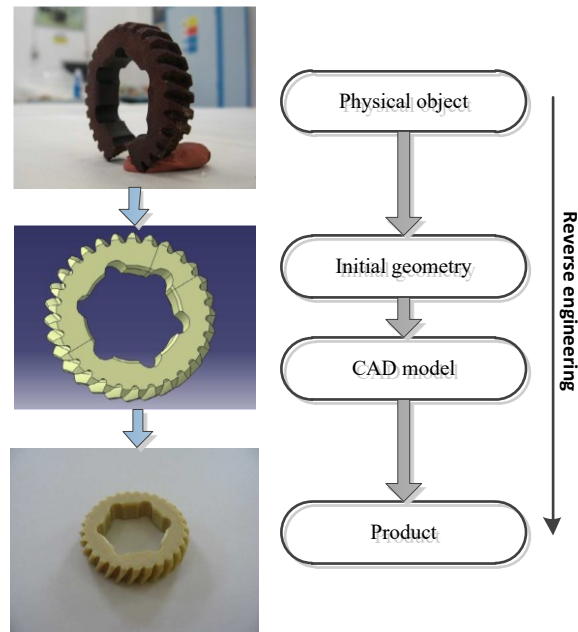 Physical object
Initial geometry
CAD model
Product
Reverse engineering